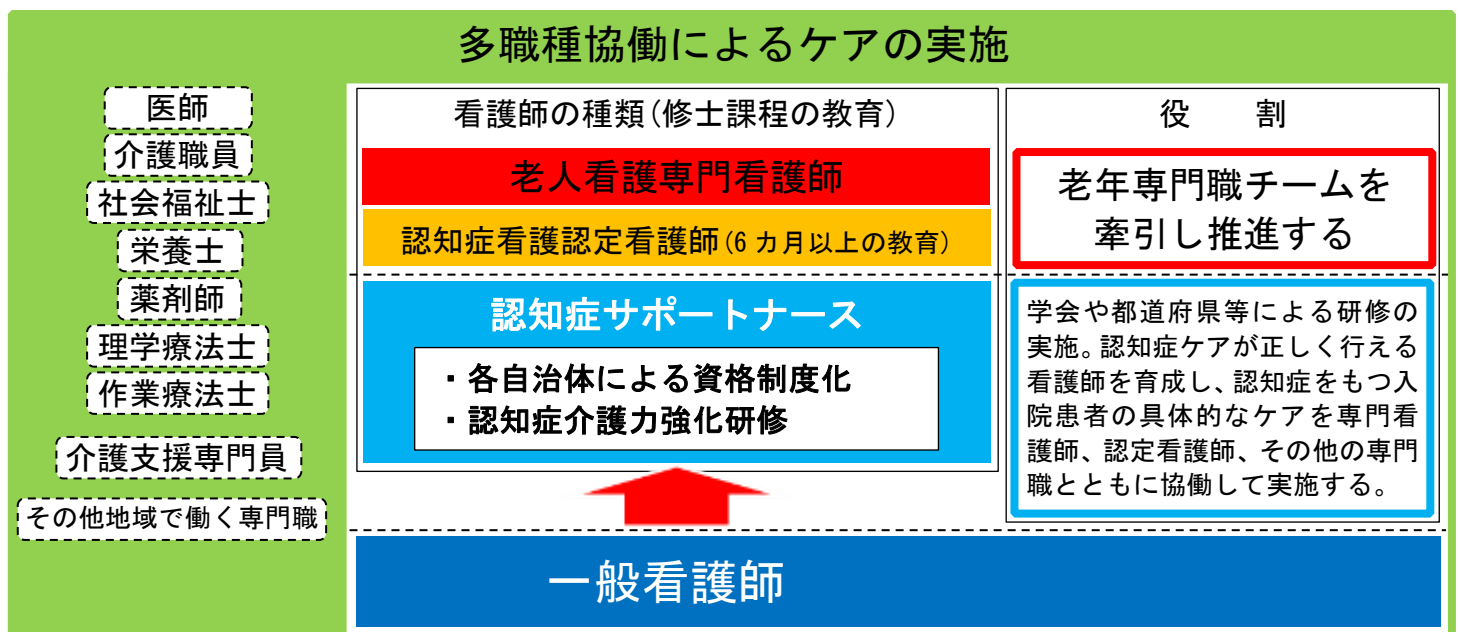 多職種協働によるケアの実施
医師
介護職員
社会福祉士
栄養士
薬剤師
理学療法士
作業療法士
介護支援専門員
その他地域で働く専門職
看護師の種類(修士課程の教育)
老人看護専門看護師
認知症看護認定看護師(6カ月以上の教育)
認知症サポートナース
・各自治体による資格制度化
・認知症介護力強化研修
役 割
老年専門職チームを
牽引し推進する
学会や都道府県等による研修の
実施。認知症ケアが正しく行える
看護師を育成し、認知症をもつ入
院患者の具体的なケアを専門看
護師、認定看護師、その他の専門
職とともに協働して実施する。
一般看護師